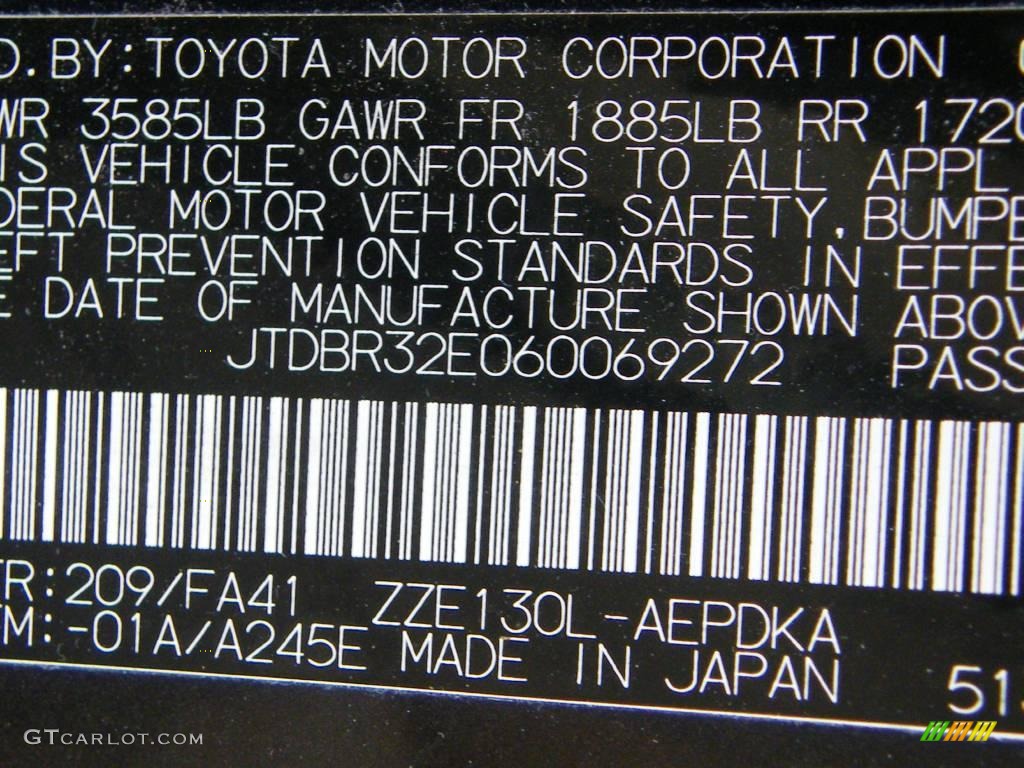 D.BY:TOYOTA MOTOR CORPORATION
WR 3585LB GAWR FR 1885LB RR 1720
IS VEHICLE CONFORMS TO ALL APPL
DERAL MOTOR VEHICLE SAFETY, BUMPE
EFT PREVENTION STANDARDS IN EFFE
E DATE OF MANUFACTURE SHOWN ABOV
JTDBR32E060069272 PASS
TR:209/FA41 ZZE130L-AEPDKA
TM:-01A/A245E MADE IN JAPAN 51
GTCARLOT.COM